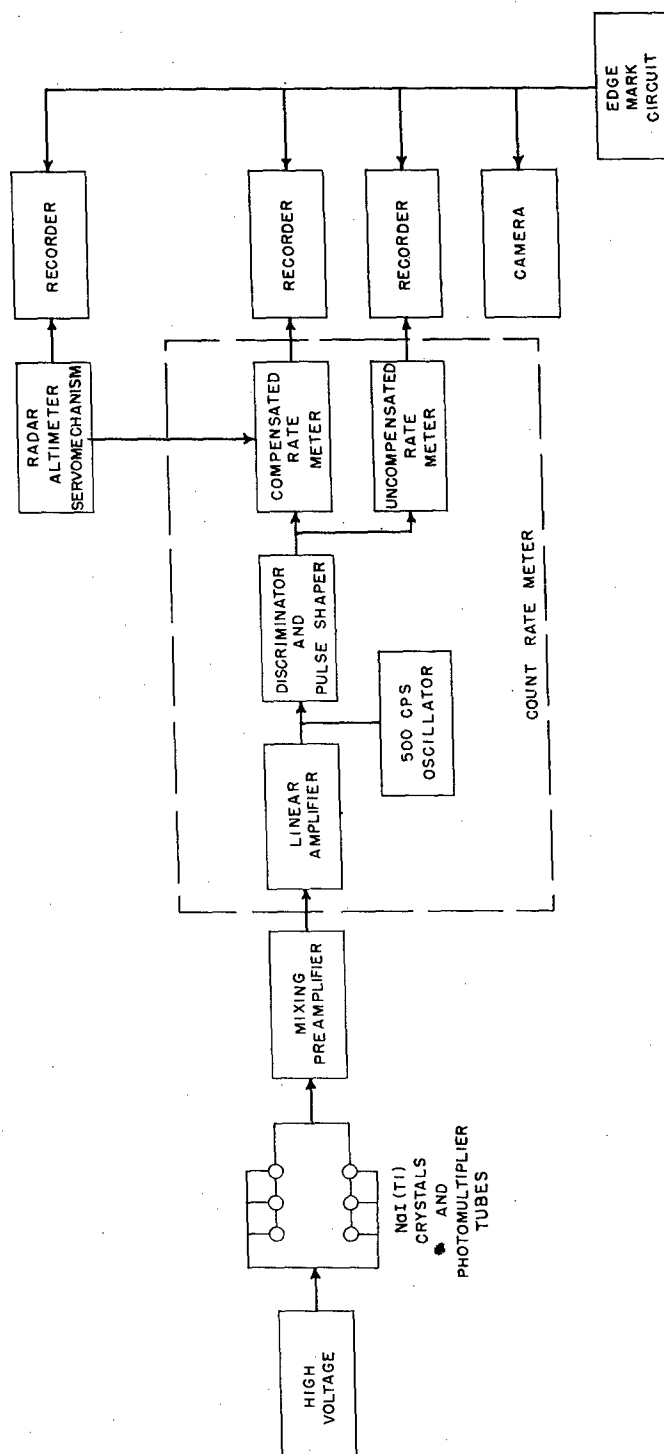 HIGH
VOLTAGE
NaI (Tl)
CRYSTALS
AND
PHOTOMULTIPLIER
TUBES
MIXING
PREAMPLIFIER
LINEAR
AMPLIFIER
500 CPS
OSCILLATOR
DISCRIMINATOR
AND
PULSE SHAPER
COMPENSATED
RATE
METER
UNCOMPENSATED
RATE
METER
COUNT RATE METER
RADAR
ALTIMETER
SERVOMECHANISM
RECORDER
RECORDER
RECORDER
CAMERA
EDGE
MARK
CIRCUIT